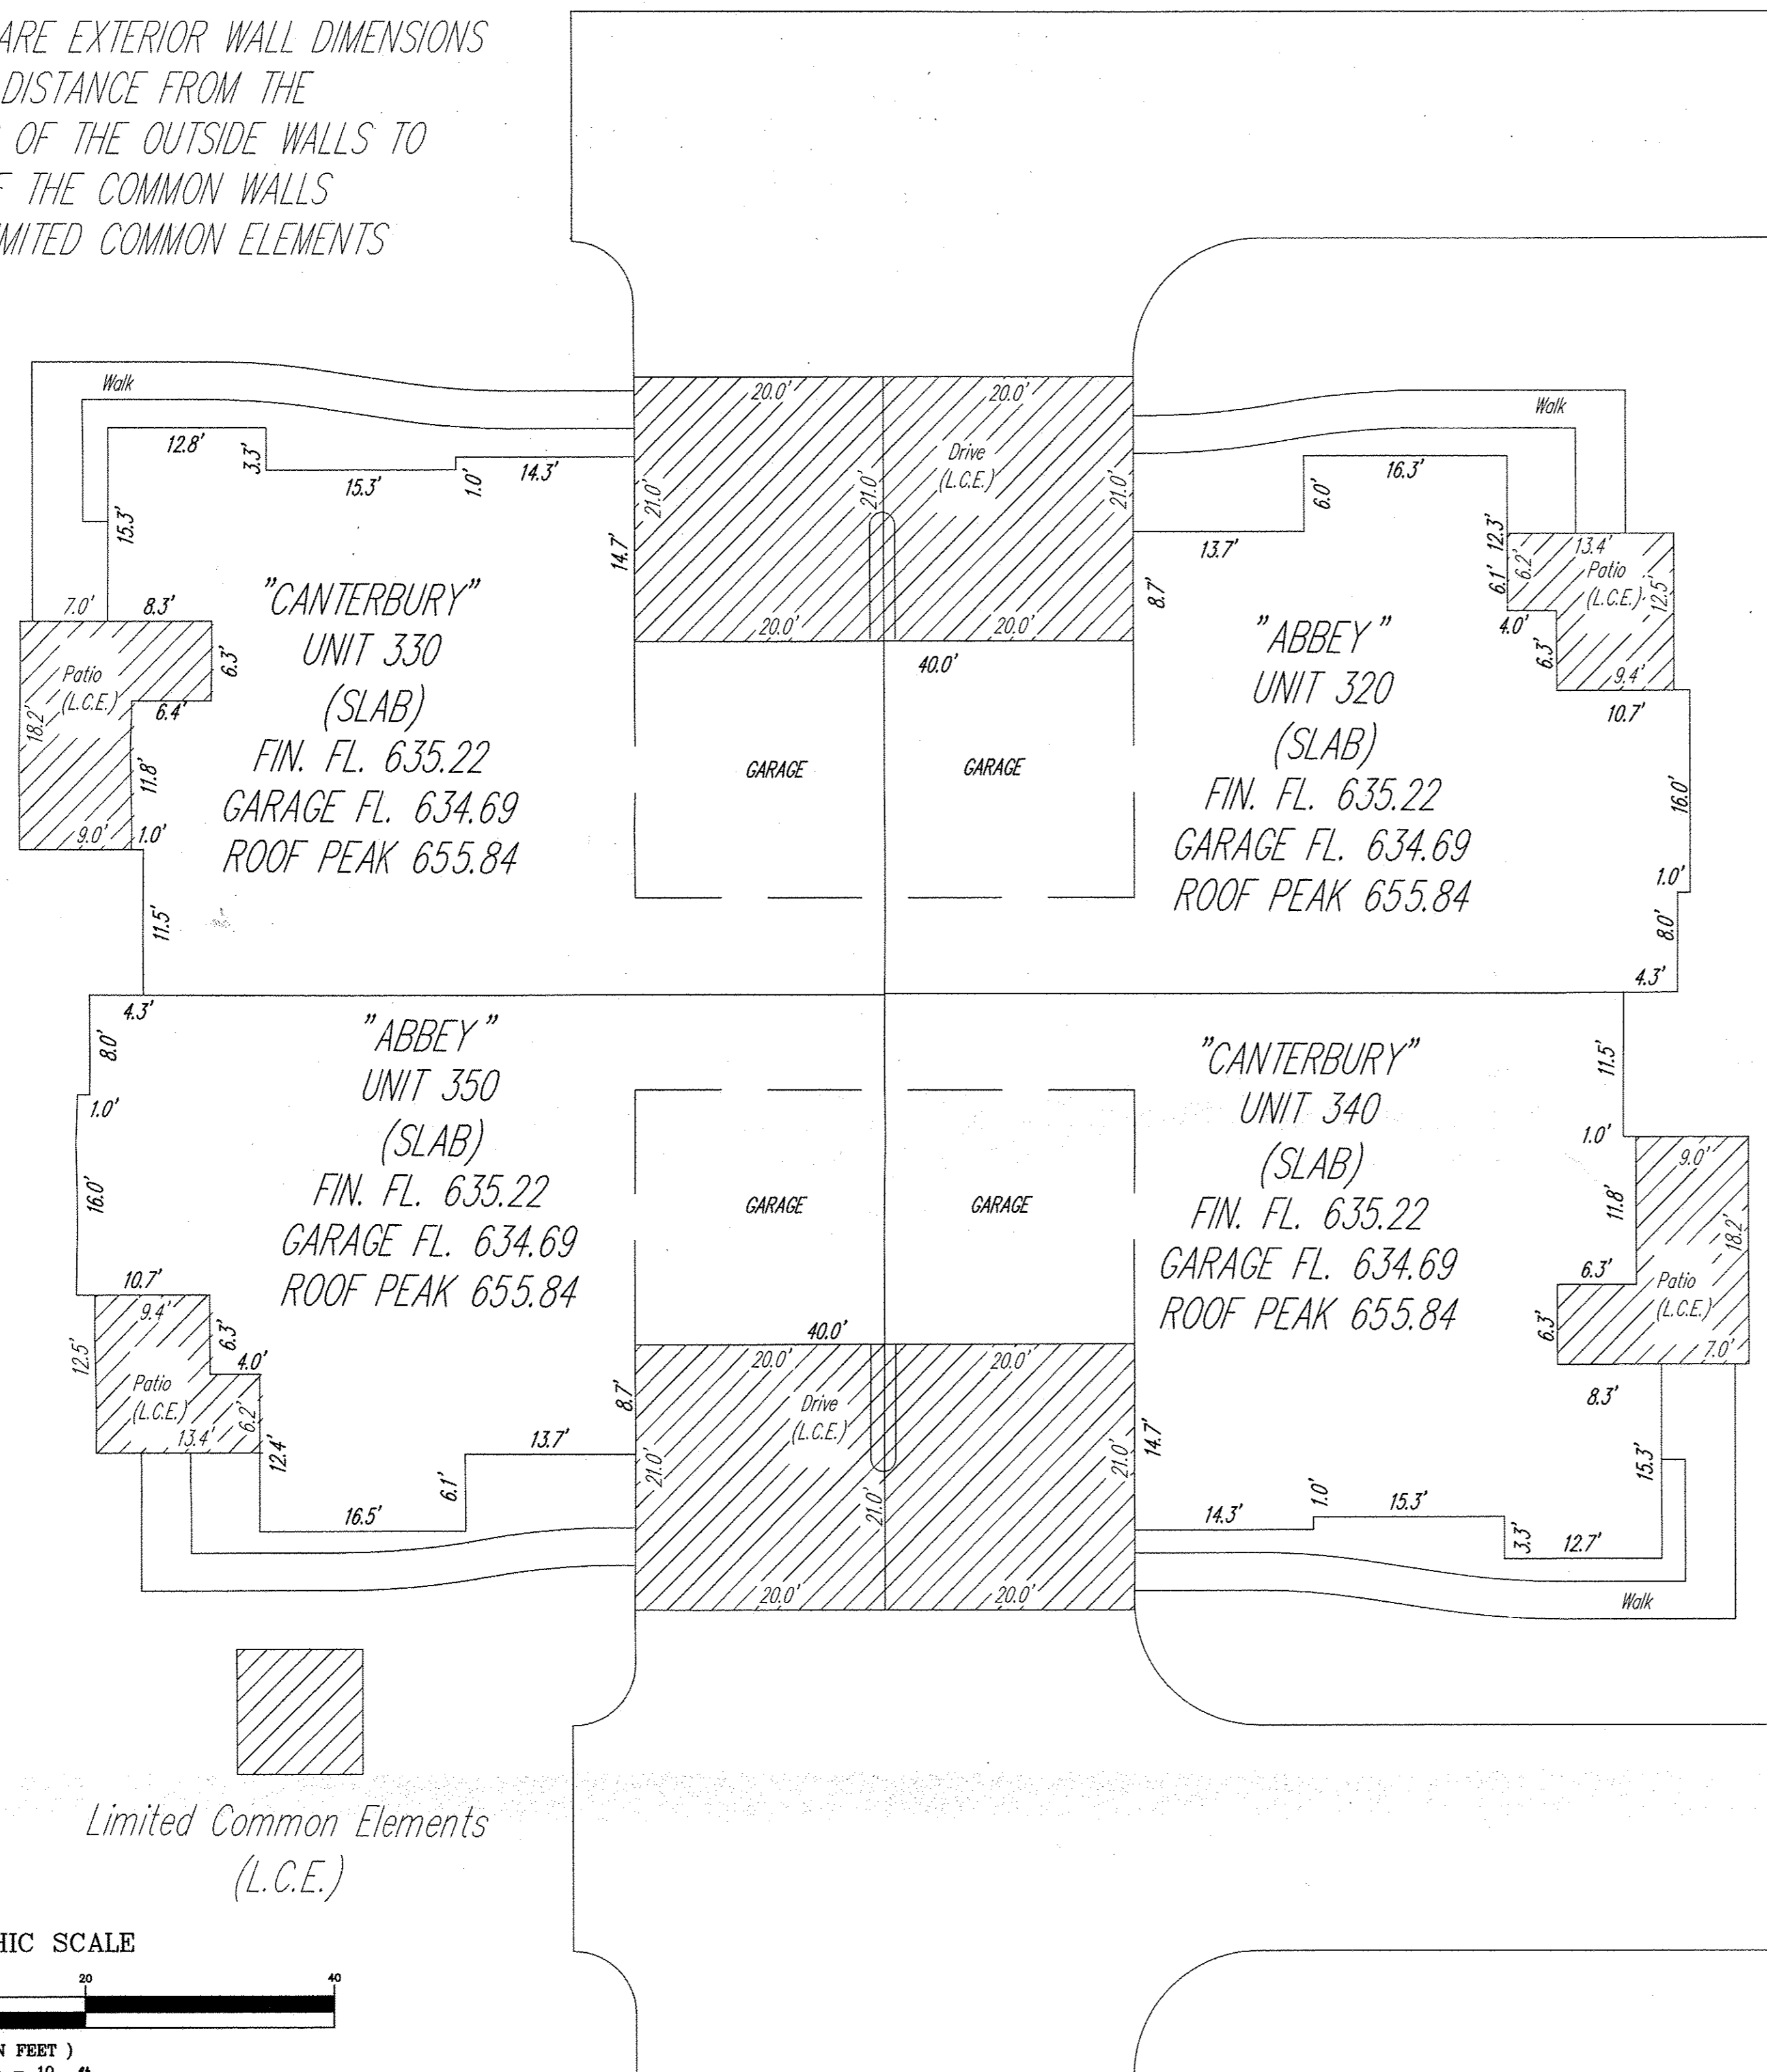 ARE EXTERIOR WALL DIMENSIONS
DISTANCE FROM THE
OF THE OUTSIDE WALLS TO
THE COMMON WALLS
LIMITED COMMON ELEMENTS
Walk
12.8'
3.3'
15.3'
1.0'
14.3'
15.3'
14.7'
7.0'
8.3'
6.3'
Patio
(L.C.E.)
6.4'
18.2'
11.8'
9.0'
1.0'
11.5'
"CANTERBURY"
UNIT 330
(SLAB)
FIN. FL. 635.22
GARAGE FL. 634.69
ROOF PEAK 655.84
20.0'
20.0'
Drive
(L.C.E.)
21.0'
21.0'
21.0'
20.0'
20.0'
40.0'
GARAGE
GARAGE
Walk
16.3'
6.0'
13.7'
8.7'
12.3'
6.1'
6.2'
13.4'
Patio
(L.C.E.)
12.5'
4.0'
6.3'
9.4'
10.7'
16.0'
1.0'
8.0'
4.3'
"ABBEY"
UNIT 320
(SLAB)
FIN. FL. 635.22
GARAGE FL. 634.69
ROOF PEAK 655.84
4.3'
8.0'
1.0'
16.0'
10.7'
9.4'
12.5'
6.3'
4.0'
Patio
(L.C.E.)
6.2'
13.4'
12.4'
16.5'
6.1'
13.7'
8.7'
"ABBEY"
UNIT 350
(SLAB)
FIN. FL. 635.22
GARAGE FL. 634.69
ROOF PEAK 655.84
GARAGE
GARAGE
40.0'
20.0'
20.0'
Drive
(L.C.E.)
21.0'
21.0'
21.0'
20.0'
20.0'
"CANTERBURY"
UNIT 340
(SLAB)
FIN. FL. 635.22
GARAGE FL. 634.69
ROOF PEAK 655.84
11.5'
1.0'
9.0'
11.8'
18.2'
6.3'
Patio
(L.C.E.)
6.3'
7.0'
8.3'
14.7'
15.3'
14.3'
1.0'
15.3'
3.3'
12.7'
Walk
Limited Common Elements
(L.C.E.)
SCALE
20
40
FEET )